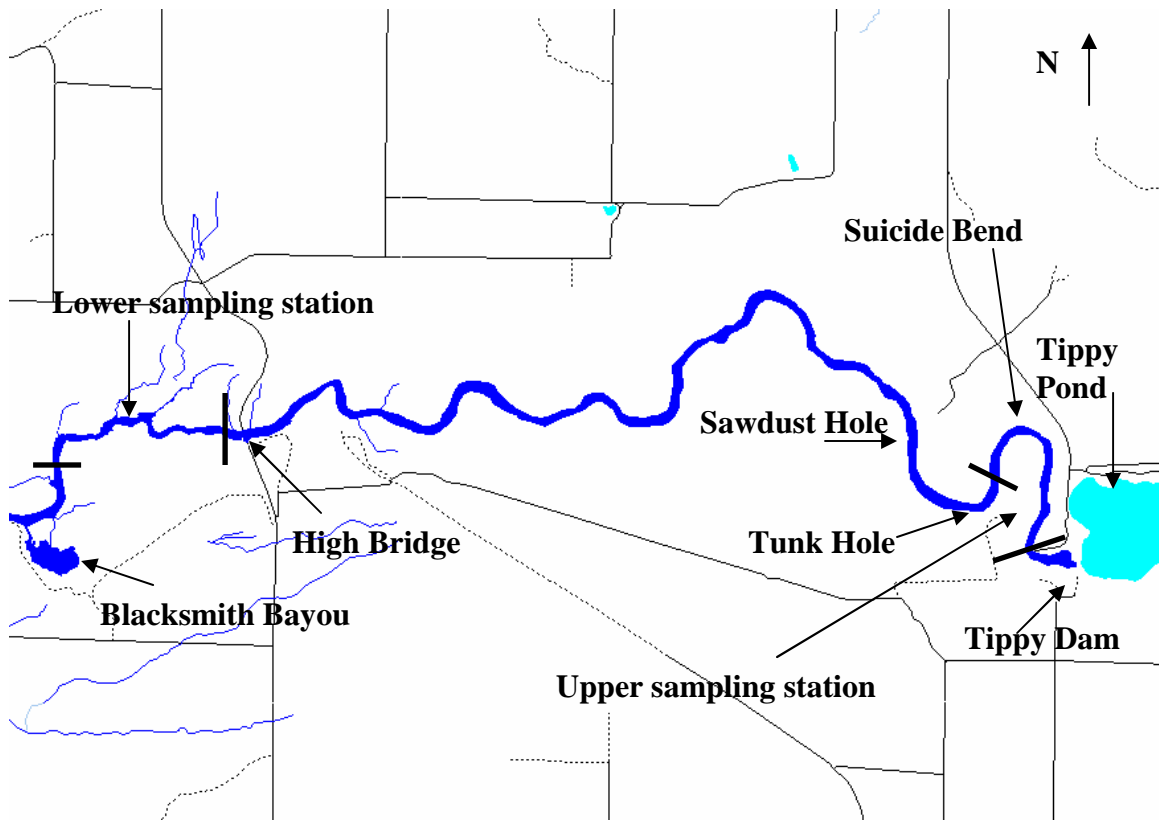 N
Suicide Bend
Lower sampling station
Tippy
Pond
Sawdust Hole
High Bridge
Tunk Hole
Blacksmith Bayou
Tippy Dam
Upper sampling station